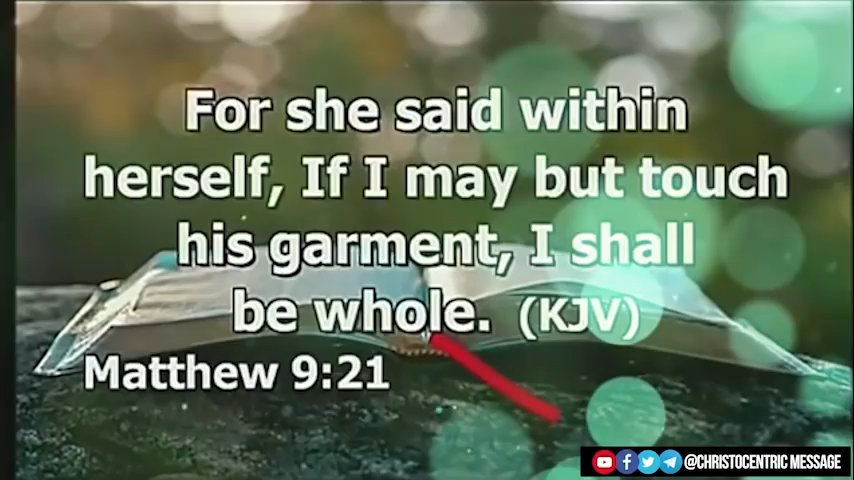 For she said within
herself, If I may but touch
his garment, I shall
be whole. (KJV)
Matthew 9:21
@CHRISTOCENTRIC MESSAGE